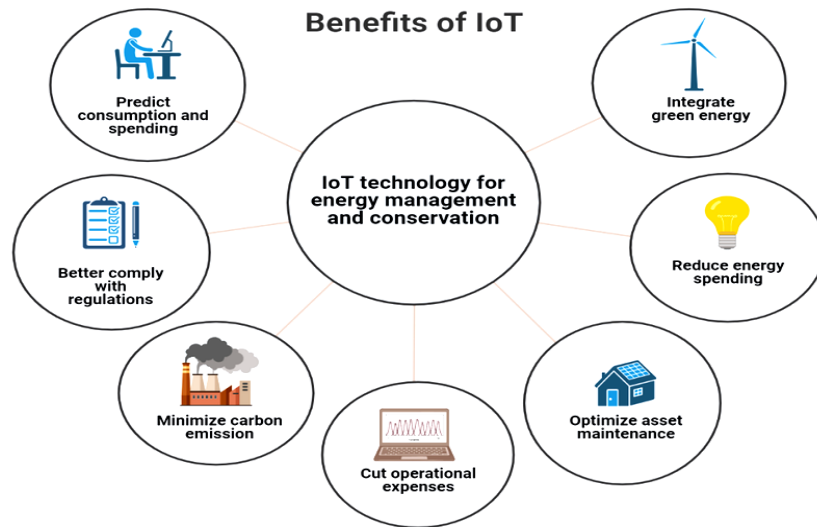 Benefits of IoT
Predict
consumption and
spending
Integrate
green energy
IoT technology for
energy management
and conservation
Better comply
with
regulations
Reduce energy
spending
Minimize carbon
emission
Optimize asset
maintenance
Cut operational
expenses